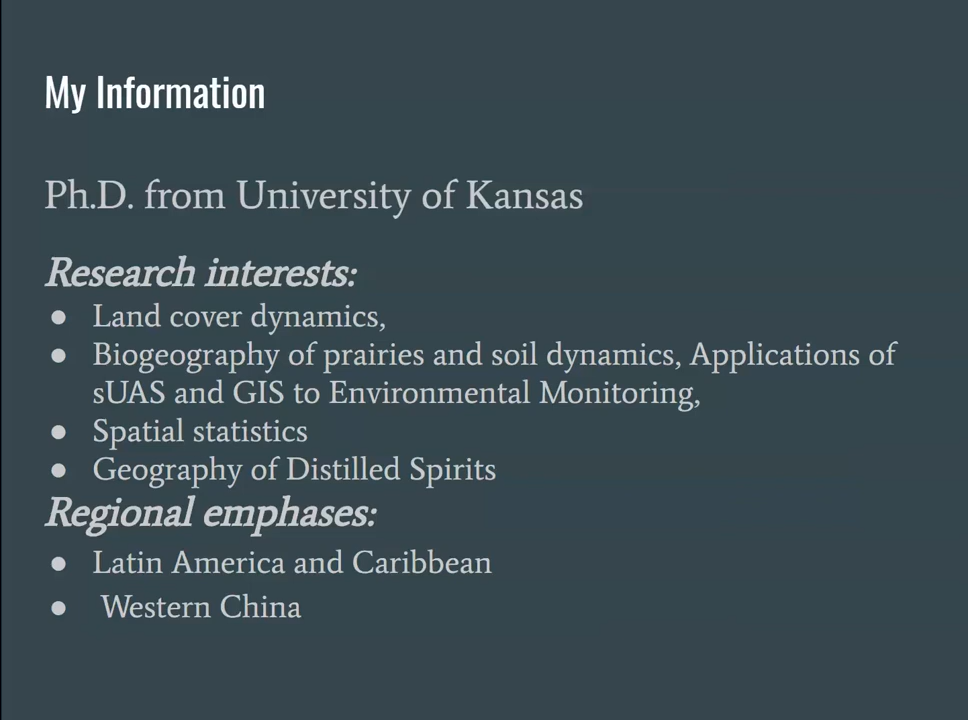 My Information
Ph.D. from University of Kansas
Research interests:
● Land cover dynamics,
● Biogeography of prairies and soil dynamics, Applications of
sUAS and GIS to Environmental Monitoring,
● Spatial statistics
● Geography of Distilled Spirits
Regional emphases:
● Latin America and Caribbean
● Western China